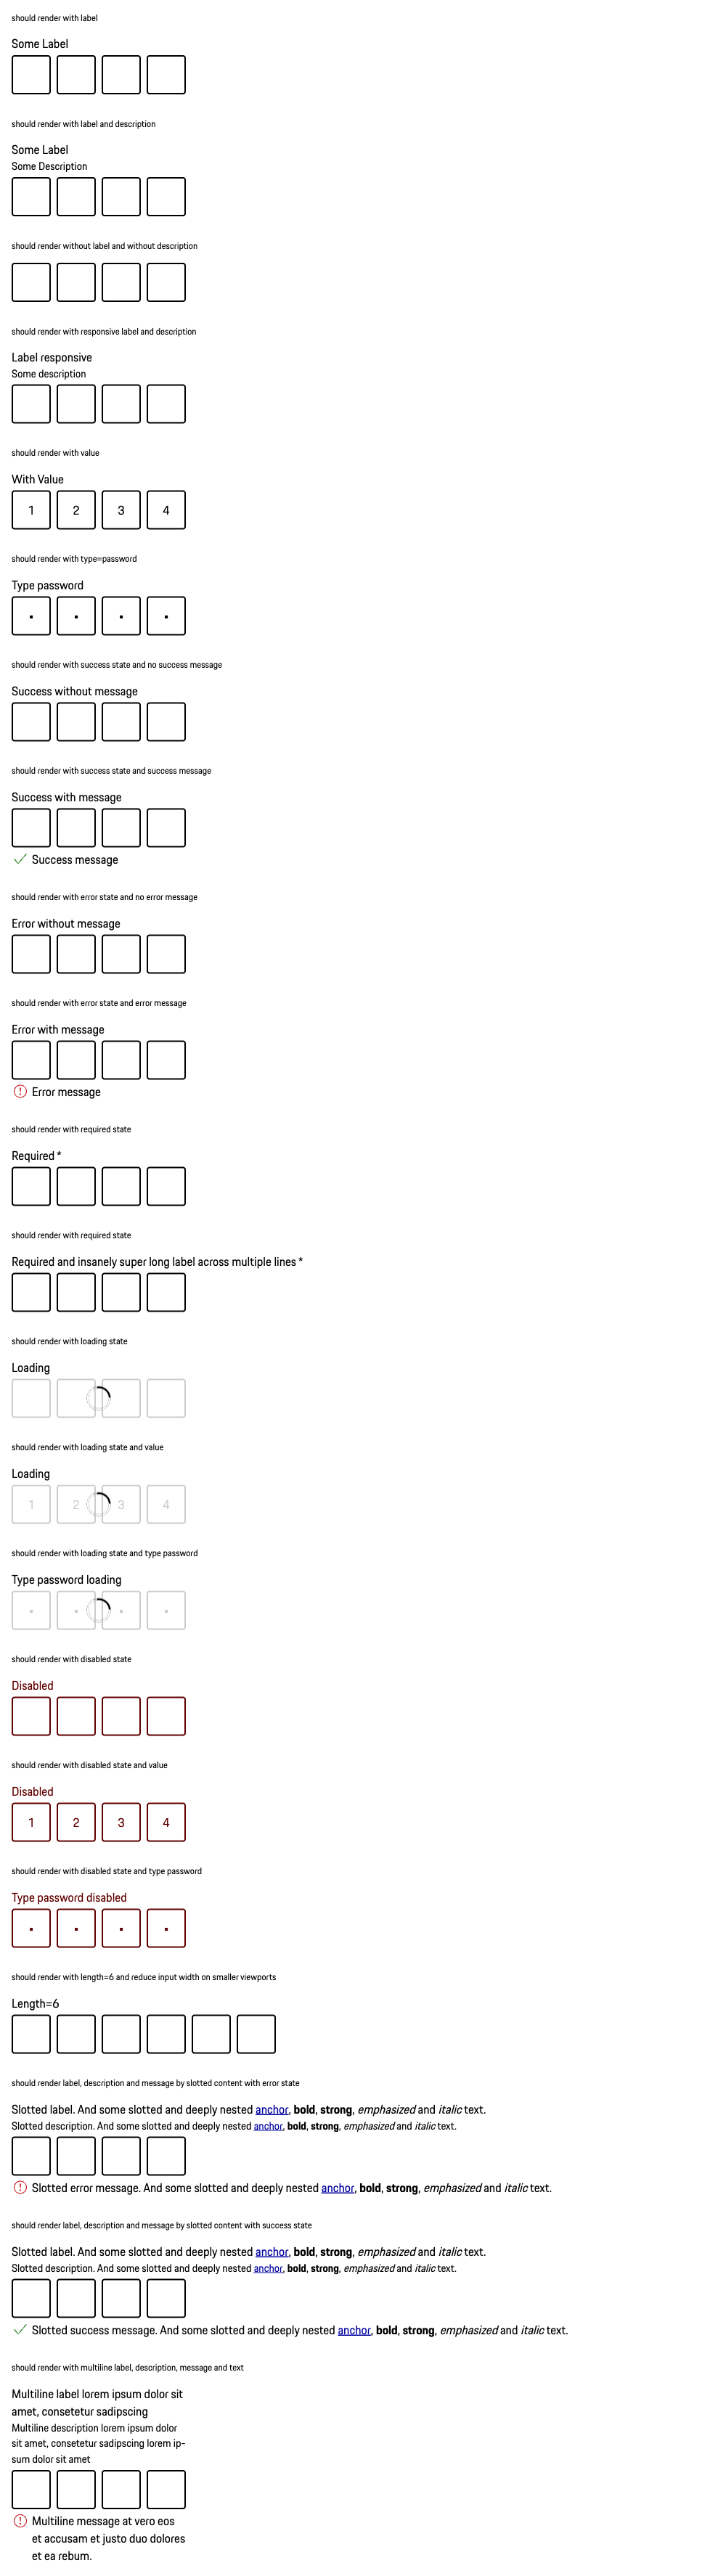 should render with label
Some Label
should render with label and description
Some Label
Some Description
should render without label and without description
should render with responsive label and description
Label responsive
Some description
should render with value
With Value
1 2 3 4
should render with type=password
Type password
should render with success state and no success message
Success without message
should render with success state and success message
Success with message
Success message
should render with error state and no error message
Error without message
should render with error state and error message
Error with message
Error message
should render with required state
Required *
should render with required state
Required and insanely super long label across multiple lines *
should render with loading state
Loading
should render with loading state and value
Loading
1 2 3 4
should render with loading state and type password
Type password loading
should render with disabled state
Disabled
should render with disabled state and value
Disabled
1 2 3 4
should render with disabled state and type password
Type password disabled
should render with length=6 and reduce input width on smaller viewports
Length=6
should render label, description and message by slotted content with error state
Slotted label. And some slotted and deeply nested anchor, bold, strong, emphasized and italic text.
Slotted description. And some slotted and deeply nested anchor, bold, strong, emphasized and italic text.
Slotted error message. And some slotted and deeply nested anchor, bold, strong, emphasized and italic text.
should render label, description and message by slotted content with success state
Slotted label. And some slotted and deeply nested anchor, bold, strong, emphasized and italic text.
Slotted description. And some slotted and deeply nested anchor, bold, strong, emphasized and italic text.
Slotted success message. And some slotted and deeply nested anchor, bold, strong, emphasized and italic text.
should render with multiline label, description, message and text
Multiline label lorem ipsum dolor sit
amet, consetetur sadipscing
Multiline description lorem ipsum dolor
sit amet, consetetur sadipscing lorem ip-
sum dolor sit amet
Multiline message at vero eos
et accusam et justo duo dolores
et ea rebum.